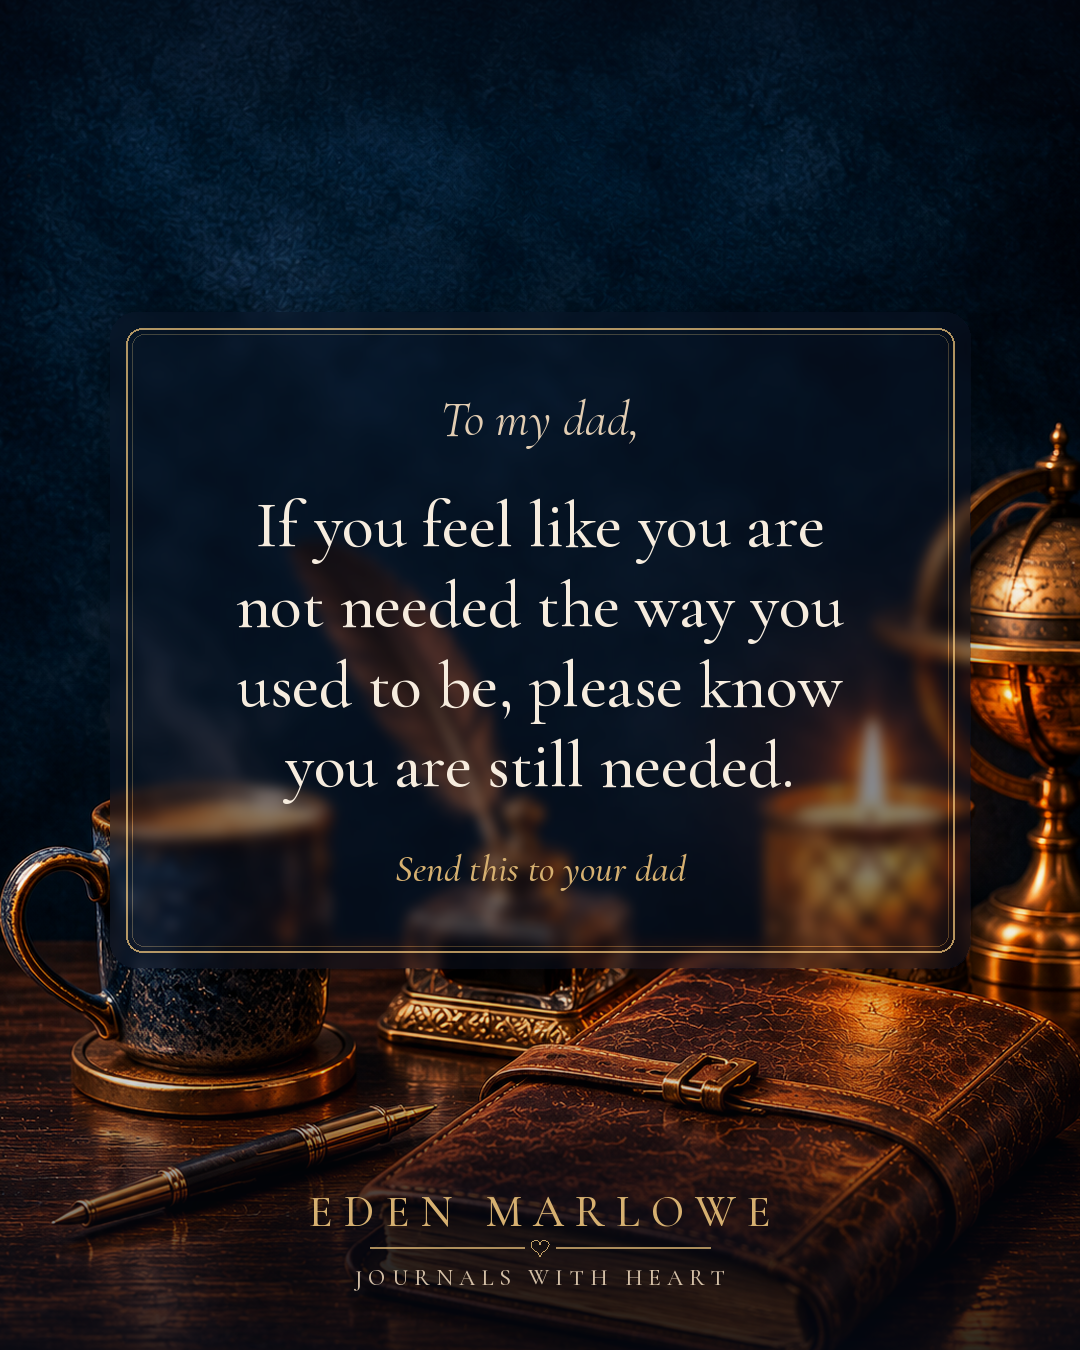 To my dad,
If you feel like you are
not needed the way you
used to be, please know
you are still needed.
Send this to your dad
EDEN MARLOWE
JOURNALS WITH HEART